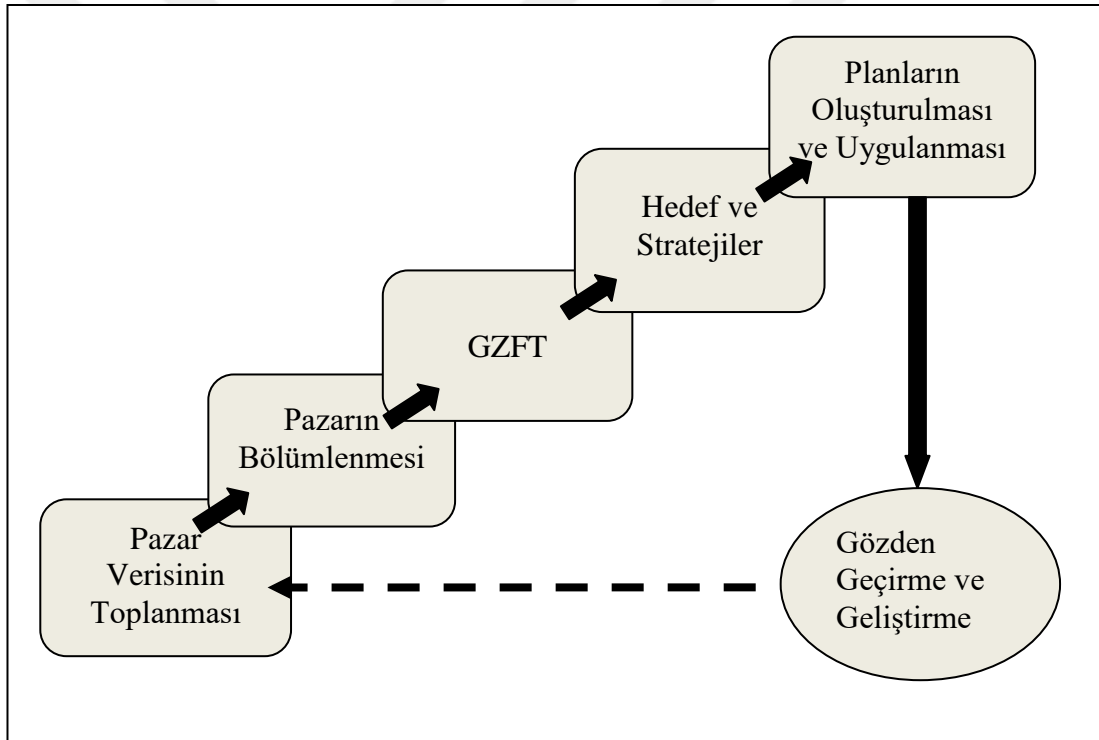 Planların
Oluşturulması
ve Uygulanması
Hedef ve
Stratejiler
GZFT
Pazarın
Bölümlenmesi
Pazar
Verisinin
Toplanması
Gözden
Geçirme ve
Geliştirme